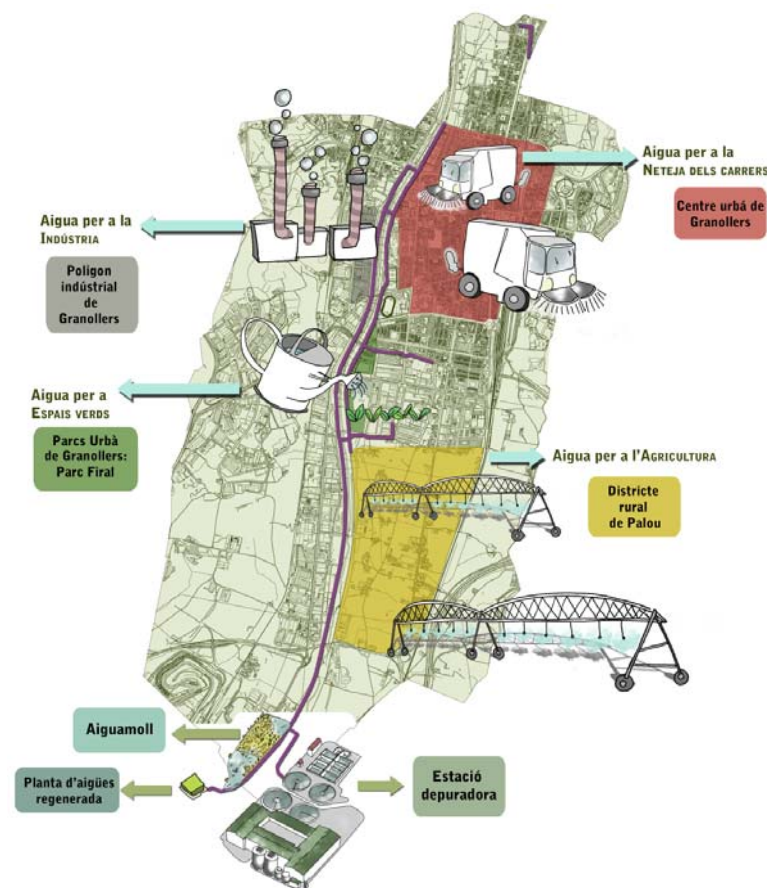 Aigua per a la
NETEJA DELS CARRERS
Centre urbá de
Granollers
Aigua per a la
INDÚSTRIA
Poligon
indústrial
de
Granollers
Aigua per a
ESPAIS VERDS
Parcs Urbà
de Granollers:
Parc Firal
Aigua per a l'AGRICULTURA
Districte
rural
de Palou
Aiguamoll
Planta d'aigües
regenerada
Estació
depuradora